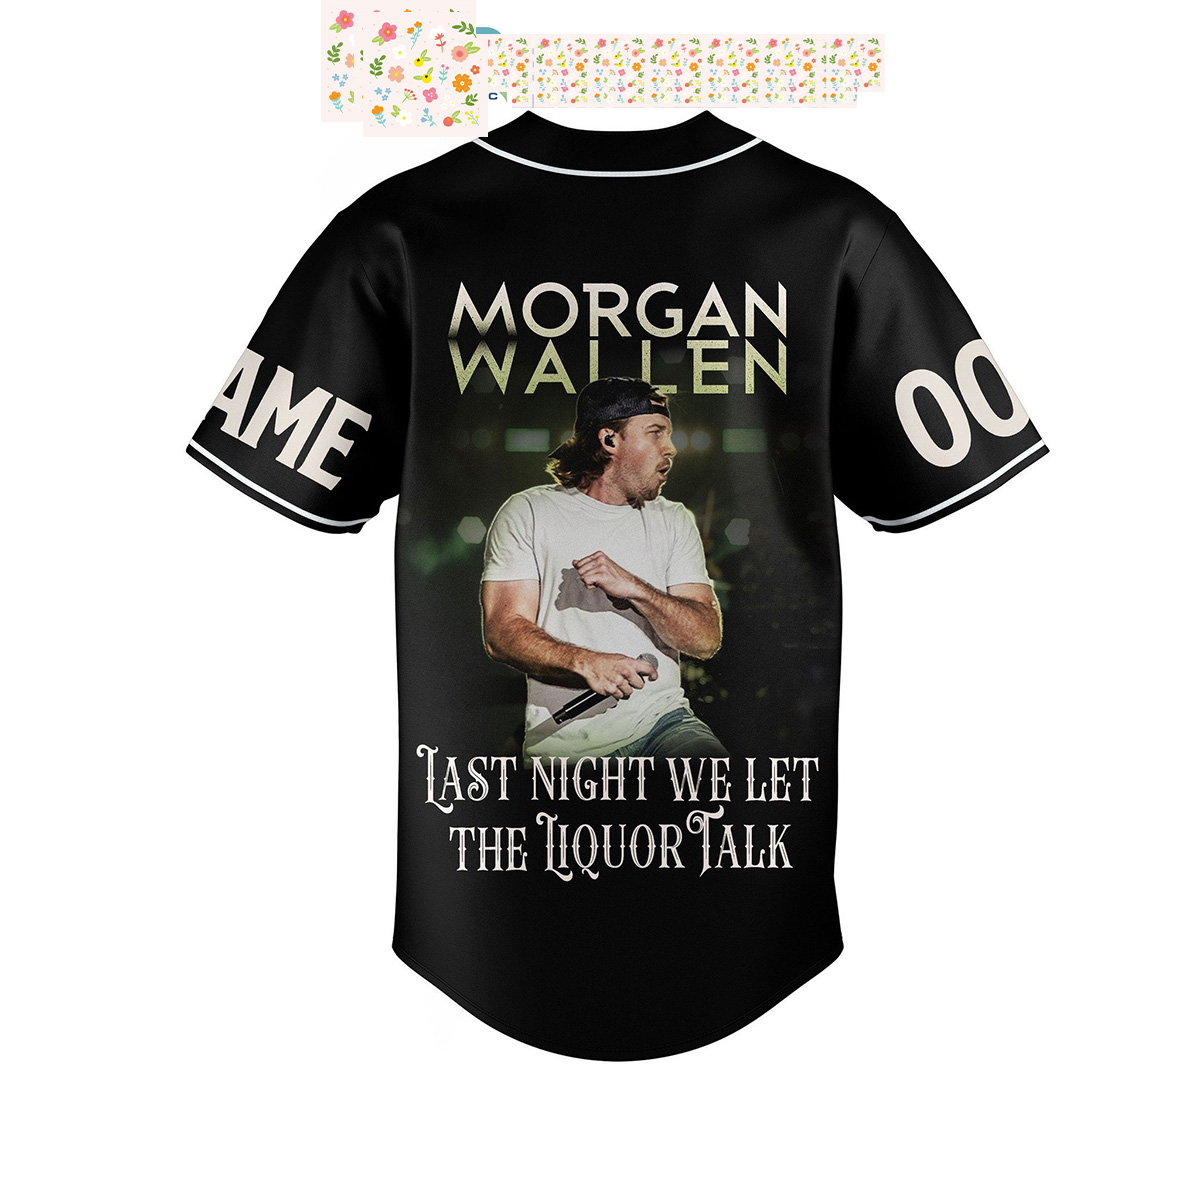 MORGAN
WALLEN
AME
00
LAST NIGHT WE LET
THE LIQUOR TALK